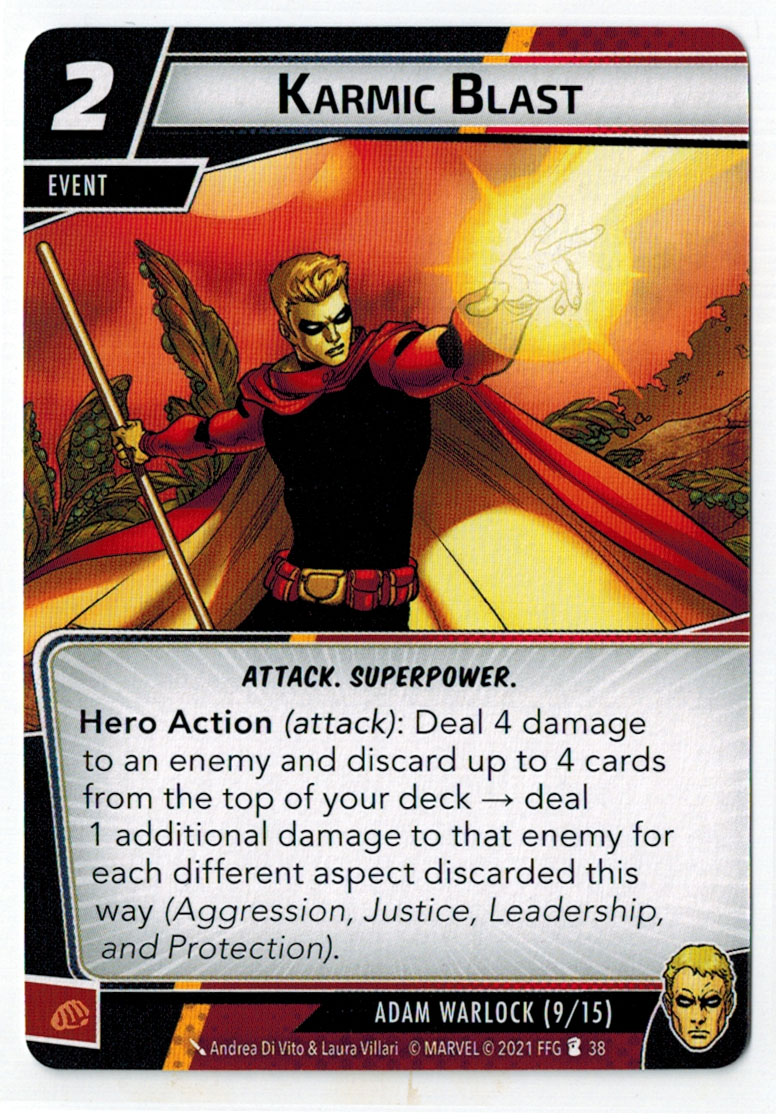 2
KARMIC BLAST
EVENT
ATTACK. SUPERPOWER.
Hero Action (attack): Deal 4 damage
to an enemy and discard up to 4 cards
from the top of your deck → deal
1 additional damage to that enemy for
each different aspect discarded this
way (Aggression, Justice, Leadership,
and Protection).
ADAM WARLOCK (9/15)
Andrea Di Vito & Laura Villari © MARVEL © 2021 FFG 38